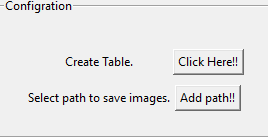 Configration
Create Table. Click Here!!
Select path to save images. Add path!!